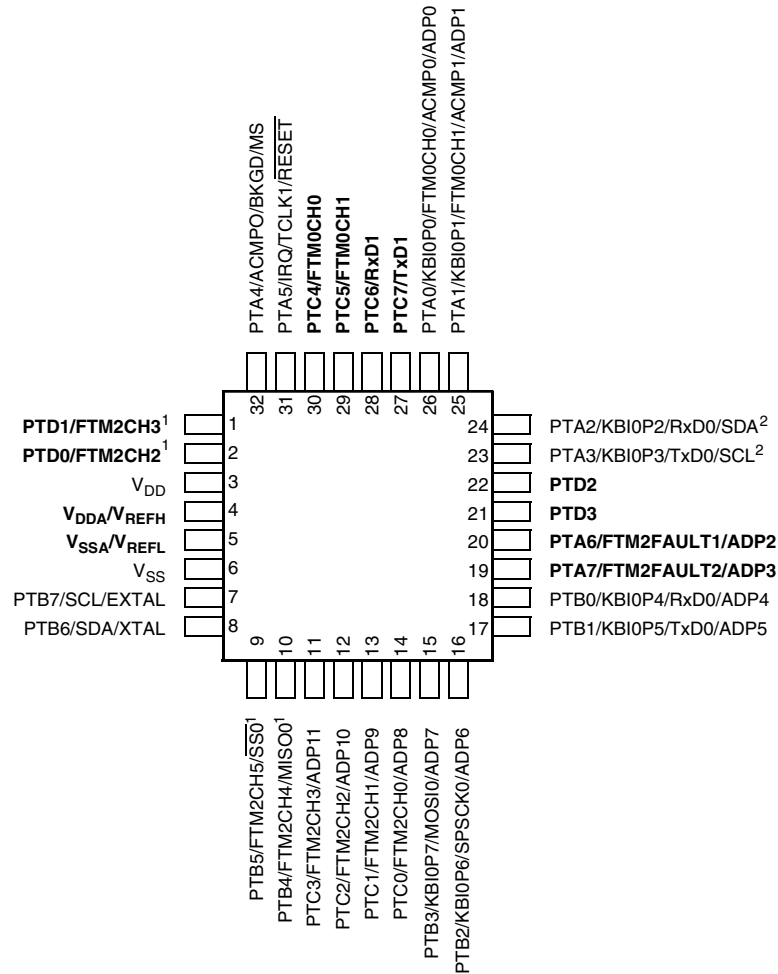 PTA4/ACMPO/BKGD/MS
PTA5/IRQ/TCLK1/RESET
PTC4/FTM0CH0
PTC5/FTM0CH1
PTC6/RxD1
PTC7/TxD1
PTA0/KBI0P0/FTM0CH0/ACMP0/ADP0
PTA1/KBI0P1/FTM0CH1/ACMP1/ADP1
32
31
30
29
28
27
26
25
PTD1/FTM2CH3¹ 1
PTD0/FTM2CH2¹ 2
VDD 3
VDDA/VREFH 4
VSSA/VREFL 5
VSS 6
PTB7/SCL/EXTAL 7
PTB6/SDA/XTAL 8
24 PTA2/KBI0P2/RxD0/SDA²
23 PTA3/KBI0P3/TxD0/SCL²
22 PTD2
21 PTD3
20 PTA6/FTM2FAULT1/ADP2
19 PTA7/FTM2FAULT2/ADP3
18 PTB0/KBI0P4/RxD0/ADP4
17 PTB1/KBI0P5/TxD0/ADP5
9
10
11
12
13
14
15
16
PTB5/FTM2CH5/SS0¹
PTB4/FTM2CH4/MISO0¹
PTC3/FTM2CH3/ADP11
PTC2/FTM2CH2/ADP10
PTC1/FTM2CH1/ADP9
PTC0/FTM2CH0/ADP8
PTB3/KBI0P7/MOSI0/ADP7
PTB2/KBI0P6/SPSCK0/ADP6